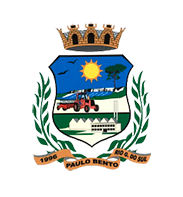 1996
PAULO BENTO
RIO G. DO SUL